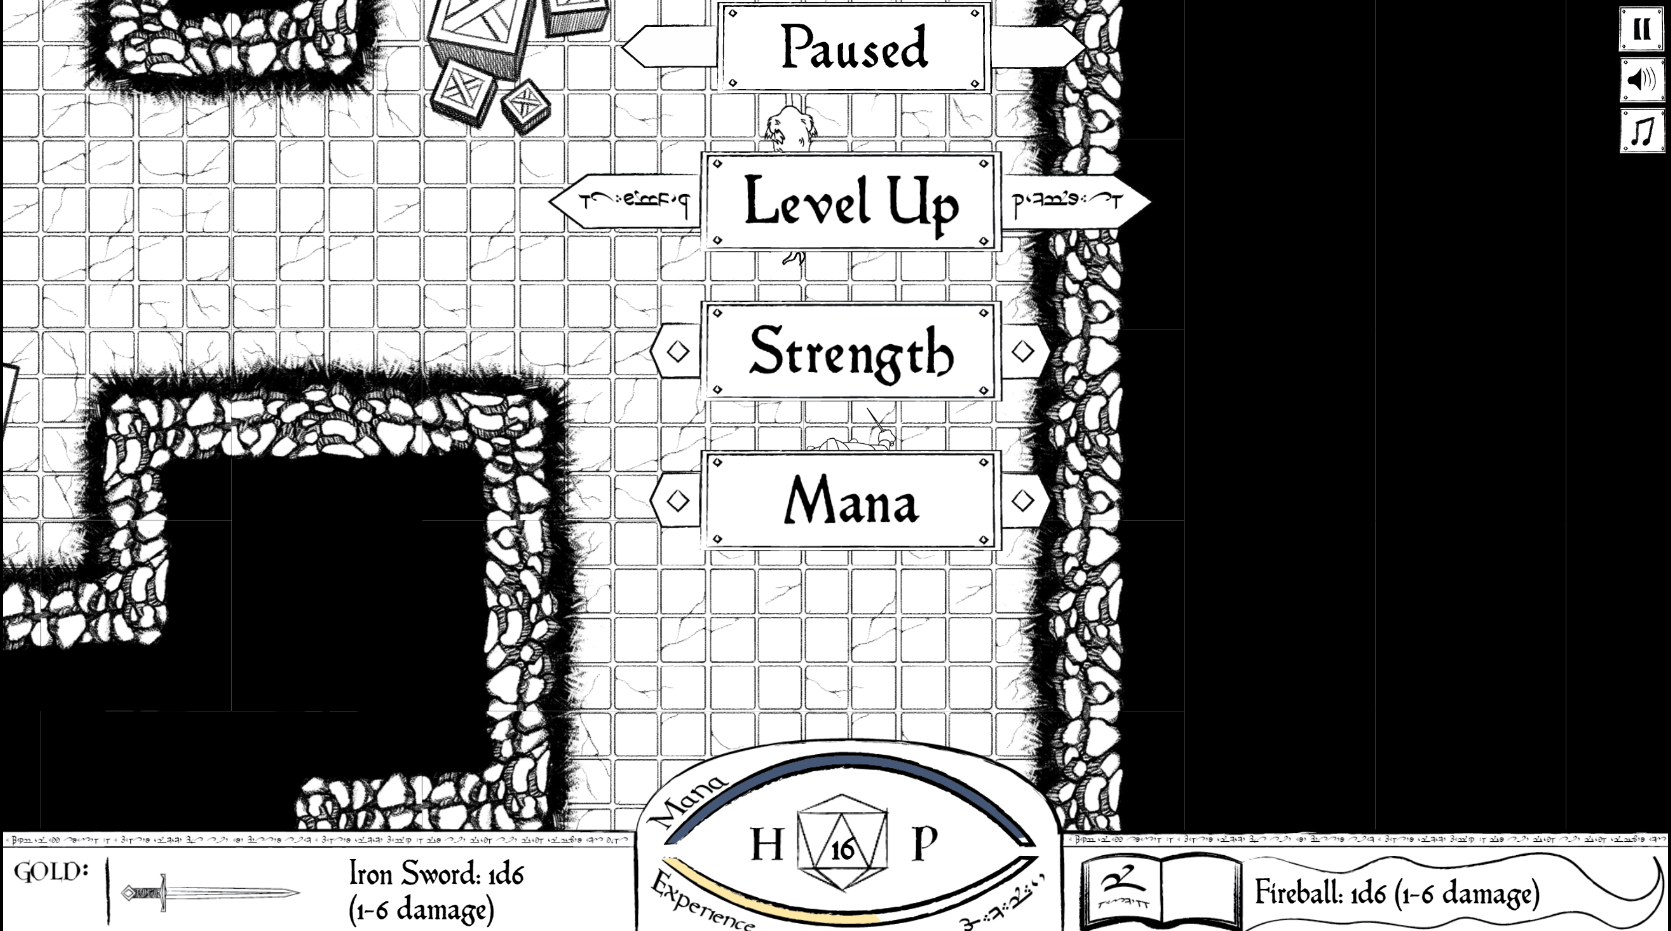 Paused
Level Up
Strength
Mana
Mana
H 16 P
Experience
GOLD:
Iron Sword: 1d6
(1-6 damage)
Fireball: 1d6 (1-6 damage)